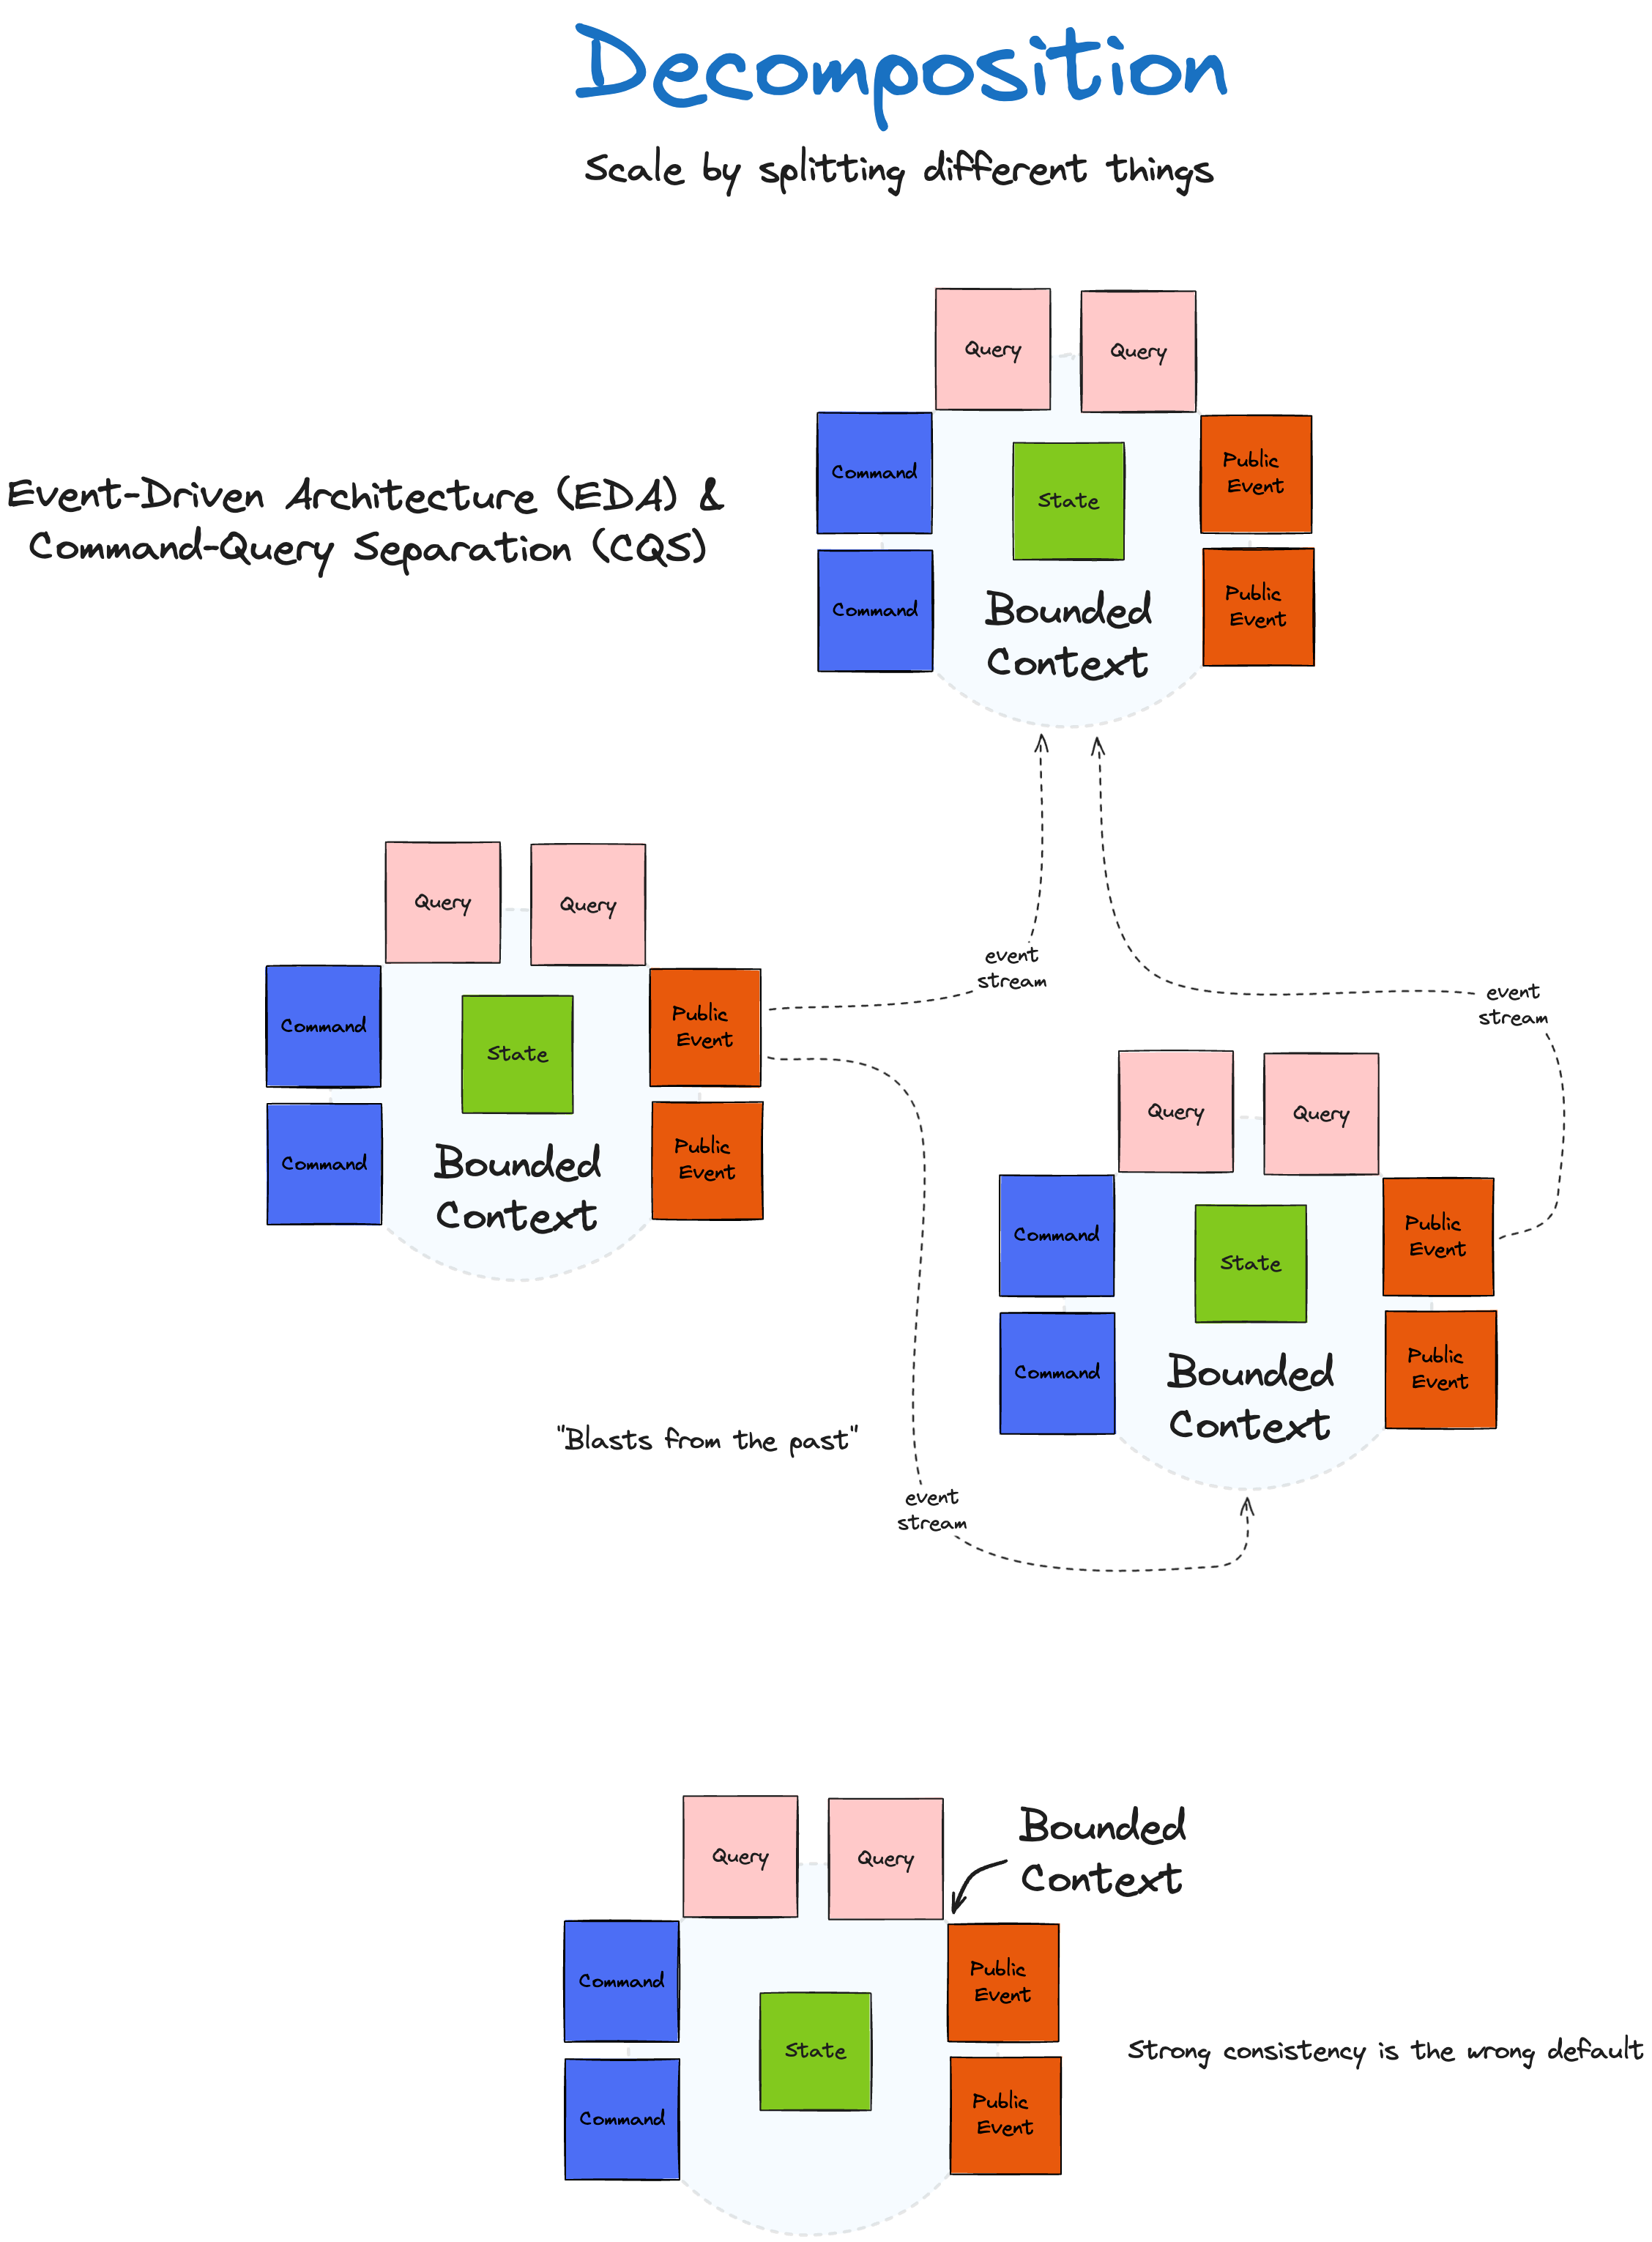 Decomposition
Scale by splitting different things
Query
Query
Command
Public
Event
State
Event-Driven Architecture (EDA) &
Command-Query Separation (CQS)
Command
Public
Event
Bounded
Context
Query
Query
event
stream
event
stream
Command
State
Public
Event
Query
Query
Command
Public
Event
Bounded
Context
Command
State
Public
Event
Command
Public
Event
Bounded
Context
"Blasts from the past"
event
stream
Query
Query
Bounded
Context
Command
Public
Event
State
Strong consistency is the wrong default
Command
Public
Event